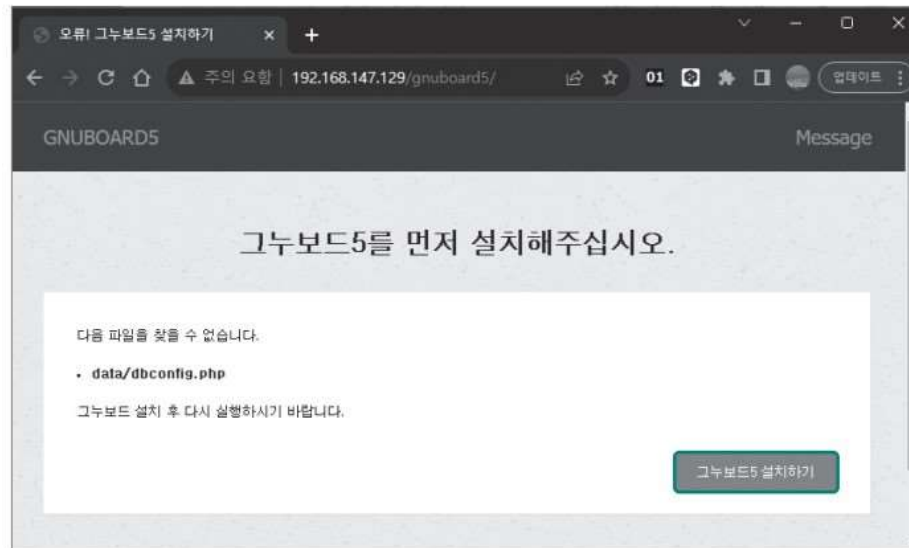 오류! 그누보드5 설치하기
주의 요함 | 192.168.147.129/gnuboard5/
01
업데이트
GNUBOARD5
Message
그누보드5를 먼저 설치해주십시오.
다음 파일을 찾을 수 없습니다.
• data/dbconfig.php
그누보드 설치 후 다시 실행하시기 바랍니다.
그누보드5 설치하기